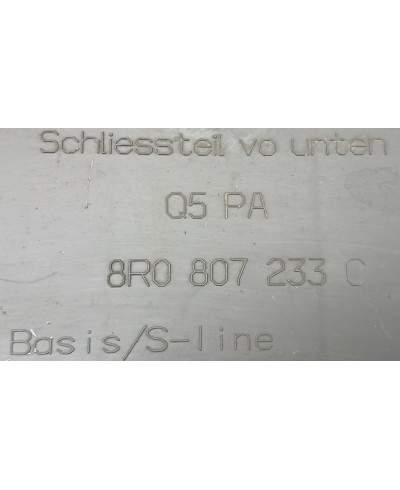 Schliessteil vo unten
Q5 PA
8R0 807 233 C
Basis/S-line